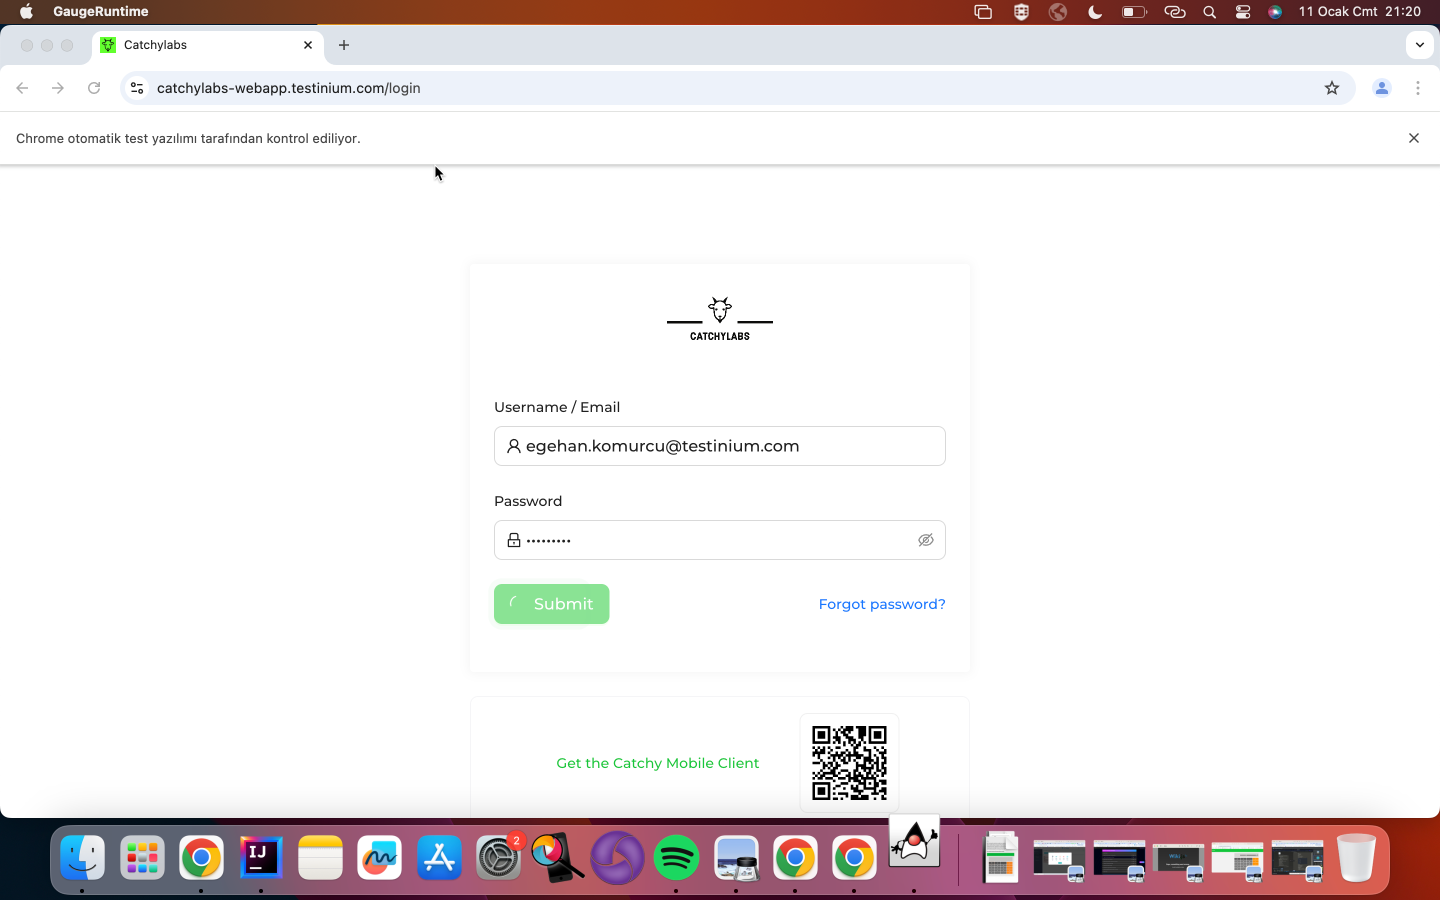 GaugeRuntime
11 Ocak Cmt 21:20
Catchylabs
catchylabs-webapp.testinium.com/login
Chrome otomatik test yazılımı tarafından kontrol ediliyor.
CATCHYLABS
Username / Email
egehan.komurcu@testinium.com
Password
•••••••••
Submit
Forgot password?
Get the Catchy Mobile Client
2
IJ